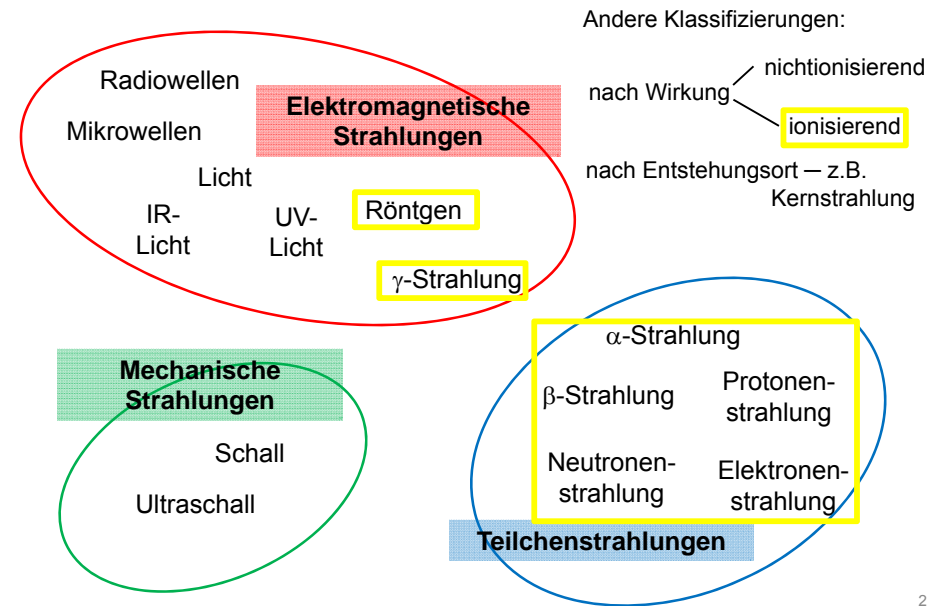 Andere Klassifizierungen:
nach Wirkung
nichtionisierend
ionisierend
nach Entstehungsort – z.B.
Kernstrahlung
Elektromagnetische
Strahlungen
Radiowellen
Mikrowellen
Licht
IR-
Licht
UV-
Licht
Röntgen
γ-Strahlung
Mechanische
Strahlungen
Schall
Ultraschall
α-Strahlung
β-Strahlung
Protonen-
strahlung
Neutronen-
strahlung
Elektronen-
strahlung
Teilchenstrahlungen
2